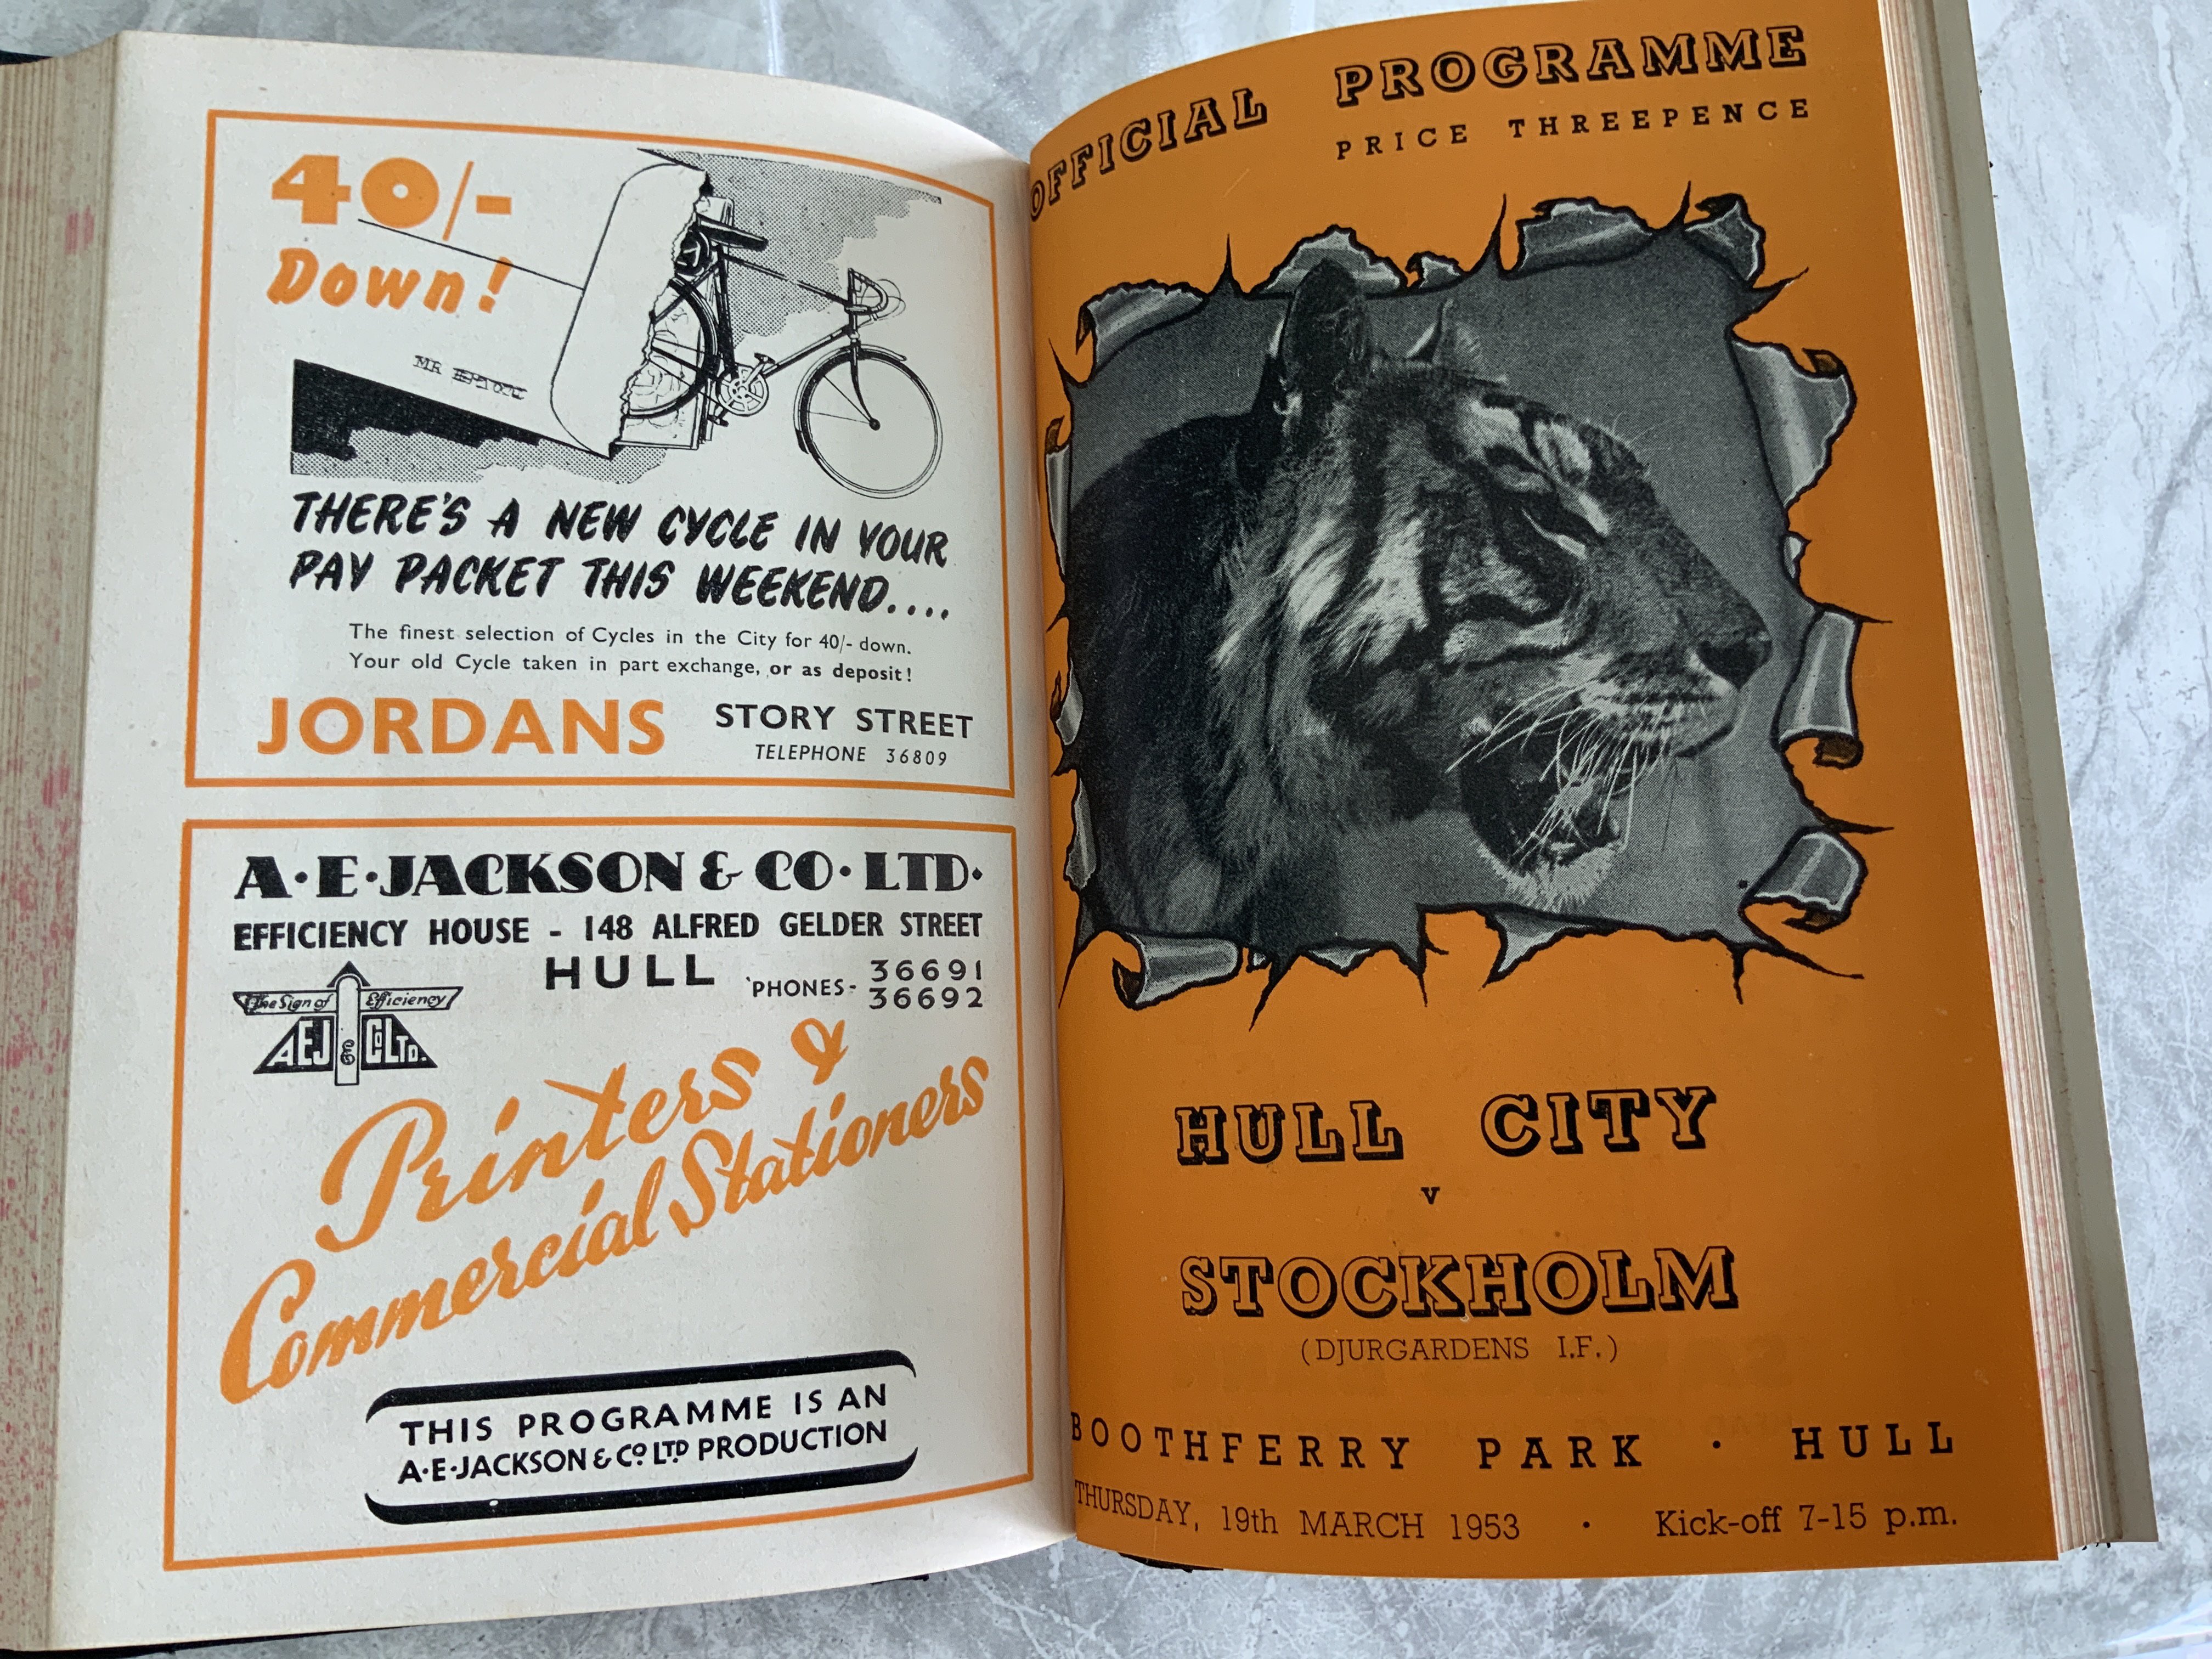 40/-
Down!
MR
THERE'S A NEW CYCLE IN YOUR
PAY PACKET THIS WEEKEND....
The finest selection of Cycles in the City for 40/- down.
Your old Cycle taken in part exchange, or as deposit!
JORDANS
STORY STREET
TELEPHONE 36809
A·E·JACKSON & CO·LTD·
EFFICIENCY HOUSE - 148 ALFRED GELDER STREET
HULL
'PHONES- 36691
36692
The Sign of Efficiency
AEJ & CO LTD.
Printers &
Commercial Stationers
THIS PROGRAMME IS AN
A·E·JACKSON & CO LTD PRODUCTION
OFFICIAL PROGRAMME
PRICE THREEPENCE
HULL CITY
v
STOCKHOLM
(DJURGARDENS I.F.)
BOOTHFERRY PARK · HULL
THURSDAY, 19th MARCH 1953 · Kick-off 7-15 p.m.